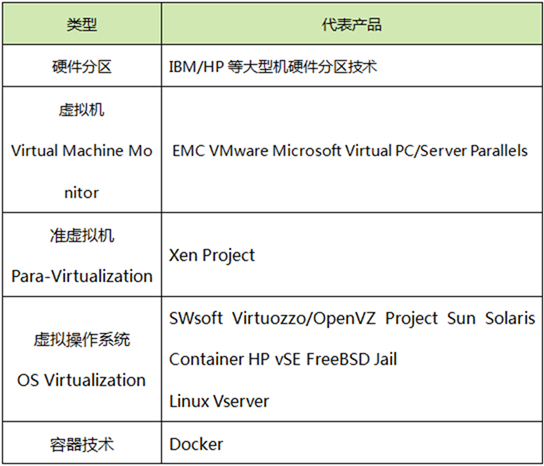 类型
代表产品
硬件分区
IBM/HP 等大型机硬件分区技术
虚拟机
Virtual Machine Mo
nitor
EMC VMware Microsoft Virtual PC/Server Parallels
准虚拟机
Para-Virtualization
Xen Project
虚拟操作系统
OS Virtualization
SWsoft Virtuozzo/OpenVZ Project Sun Solaris
Container HP vSE FreeBSD Jail
Linux Vserver
容器技术
Docker